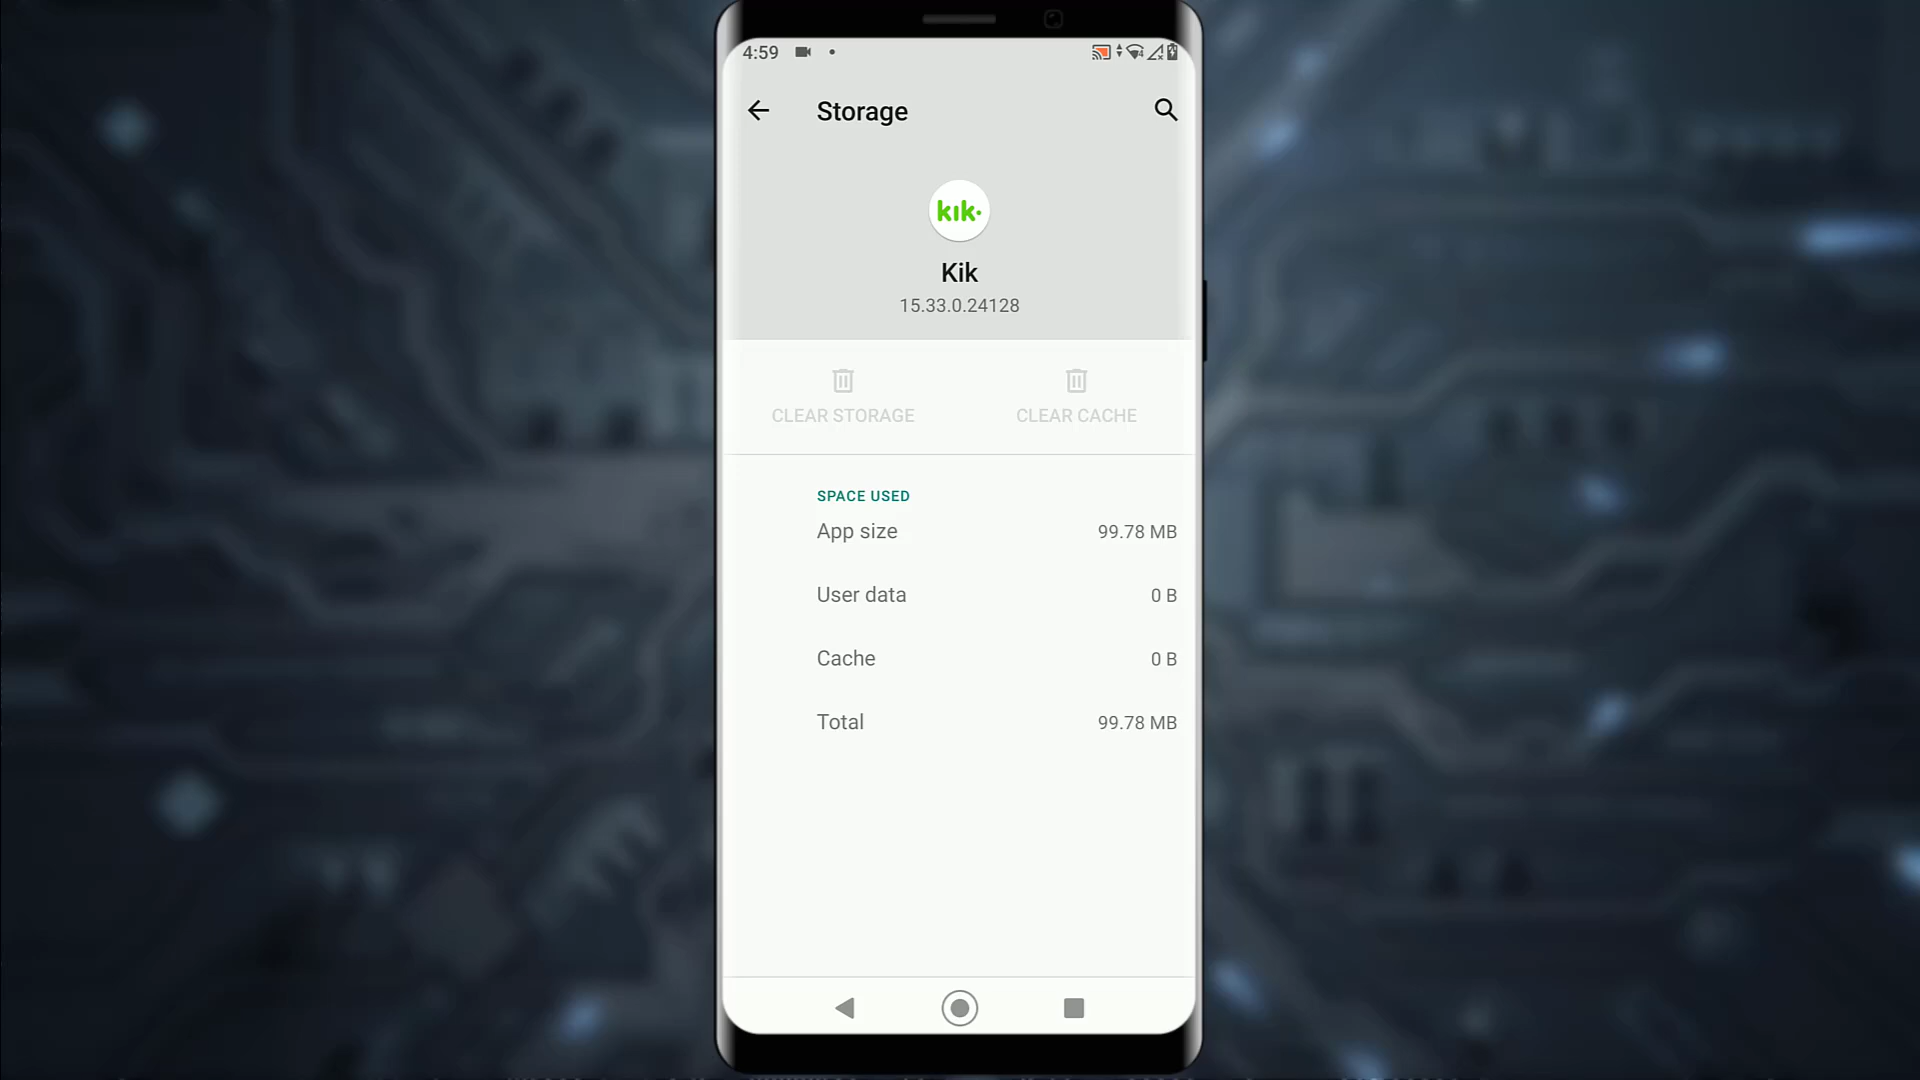 4:59
Storage
kik
Kik
15.33.0.24128
CLEAR STORAGE CLEAR CACHE
SPACE USED
App size 99.78 MB
User data 0 B
Cache 0 B
Total 99.78 MB